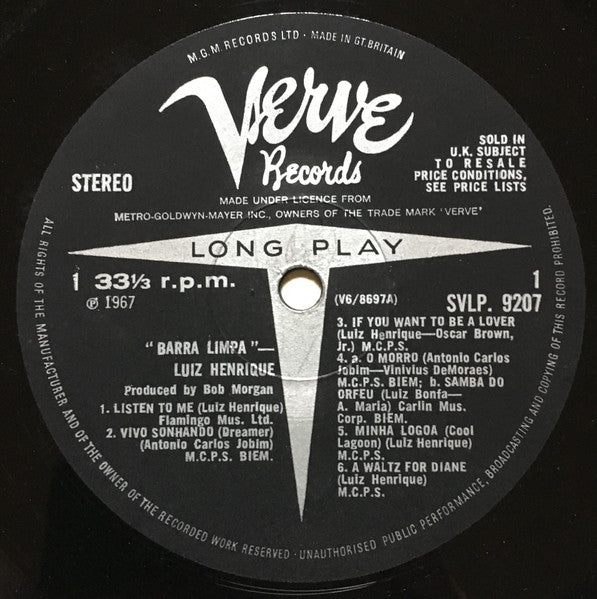 M.G.M. RECORDS LTD · MADE IN GT. BRITAIN
Verve
Records
STEREO
SOLD IN
U.K. SUBJECT
TO RESALE
PRICE CONDITIONS,
SEE PRICE LISTS
MADE UNDER LICENCE FROM
METRO-GOLDWYN-MAYER INC., OWNERS OF THE TRADE MARK 'VERVE'
LONG PLAY
1 33⅓ r.p.m.
℗ 1967
1
(V6/8697A) SVLP. 9207
"BARRA LIMPA"—
LUIZ HENRIQUE
Produced by Bob Morgan
1. LISTEN TO ME (Luiz Henrique)
Flamingo Mus. Ltd.
2. VIVO SONHANDO (Dreamer)
(Antonio Carlos Jobim)
M.C.P.S. BIEM.
3. IF YOU WANT TO BE A LOVER
(Luiz Henrique—Oscar Brown,
Jr.) M.C.P.S.
4. a. O MORRO (Antonio Carlos
Jobim—Vinivius DeMoraes)
M.C.P.S. BIEM; b. SAMBA DO
ORFEU (Luiz Bonfa—
A. Maria) Carlin Mus.
Corp. BIEM.
5. MINHA LOGOA (Cool
Lagoon) (Luiz Henrique)
6. A WALTZ FOR DIANE
(Luiz Henrique)
M.C.P.S.
ALL RIGHTS OF THE MANUFACTURER AND OF THE OWNER OF THE RECORDED WORK RESERVED · UNAUTHORISED PUBLIC PERFORMANCE, BROADCASTING AND COPYING OF THIS RECORD PROHIBITED.